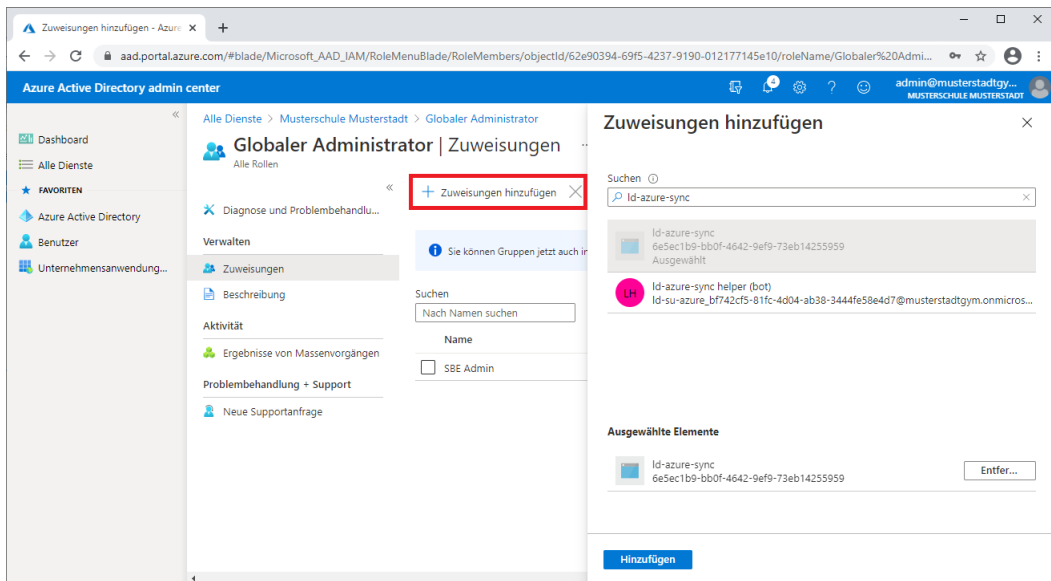 Zuweisungen hinzufügen - Azure
aad.portal.azure.com/#blade/Microsoft_AAD_IAM/RoleMenuBlade/RoleMembers/objectId/62e90394-69f5-4237-9190-012177145e10/roleName/Globaler%20Admi...
Azure Active Directory admin center
4
admin@musterstadtgy...
MUSTERSCHULE MUSTERSTADT
Dashboard
Alle Dienste
FAVORITEN
Azure Active Directory
Benutzer
Unternehmensanwendung...
Alle Dienste > Musterschule Musterstadt > Globaler Administrator
Globaler Administrator | Zuweisungen ...
Alle Rollen
Diagnose und Problembehandlu...
Verwalten
Zuweisungen
Beschreibung
Aktivität
Ergebnisse von Massenvorgängen
Problembehandlung + Support
Neue Supportanfrage
Zuweisungen hinzufügen
Sie können Gruppen jetzt auch in
Suchen
Nach Namen suchen
Name
SBE Admin
Zuweisungen hinzufügen
Suchen
ld-azure-sync
ld-azure-sync
6e5ec1b9-bb0f-4642-9ef9-73eb14255959
Ausgewählt
LH
ld-azure-sync helper (bot)
ld-su-azure_bf742cf5-81fc-4d04-ab38-3444fe58e4d7@musterstadtgym.onmicros...
Ausgewählte Elemente
ld-azure-sync
6e5ec1b9-bb0f-4642-9ef9-73eb14255959
Entfer...
Hinzufügen